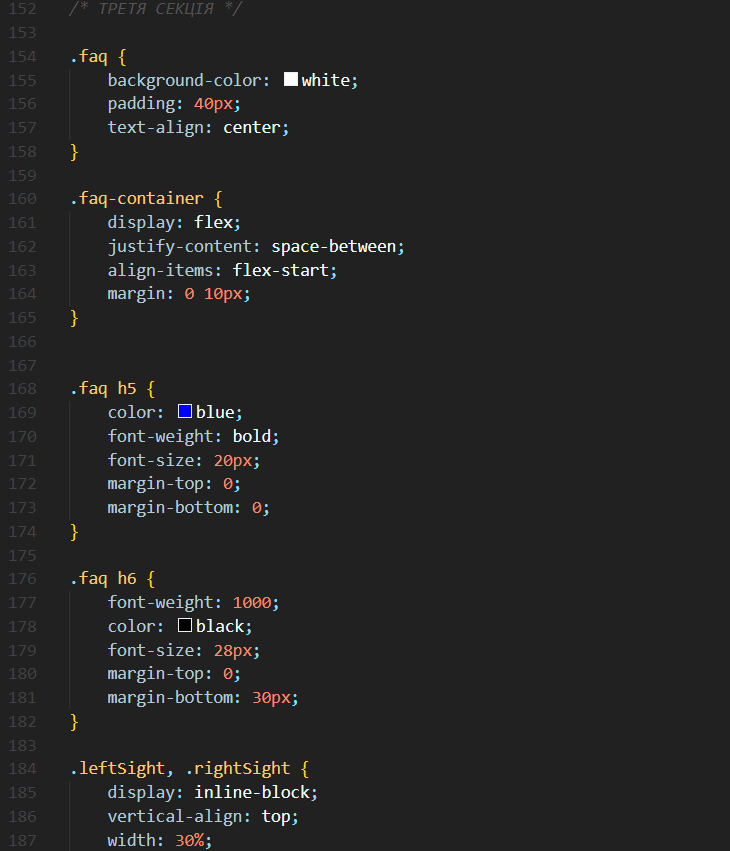 152 /* ТРЕТЯ СЕКЦІЯ */
153
154 .faq {
155 background-color: white;
156 padding: 40px;
157 text-align: center;
158 }
159
160 .faq-container {
161 display: flex;
162 justify-content: space-between;
163 align-items: flex-start;
164 margin: 0 10px;
165 }
166
167
168 .faq h5 {
169 color: blue;
170 font-weight: bold;
171 font-size: 20px;
172 margin-top: 0;
173 margin-bottom: 0;
174 }
175
176 .faq h6 {
177 font-weight: 1000;
178 color: black;
179 font-size: 28px;
180 margin-top: 0;
181 margin-bottom: 30px;
182 }
183
184 .leftSight, .rightSight {
185 display: inline-block;
186 vertical-align: top;
187 width: 30%;